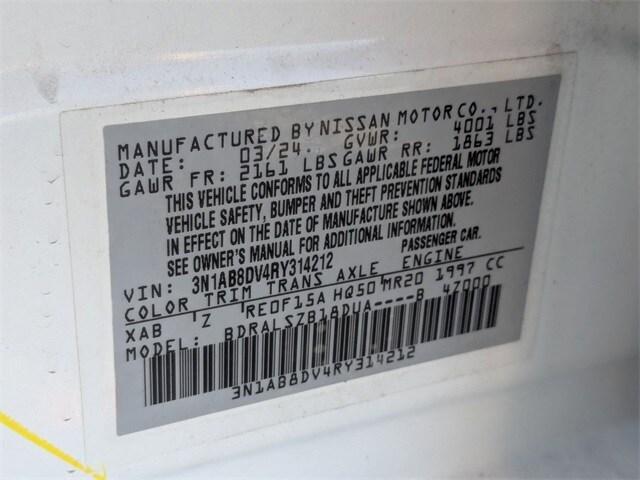 MANUFACTURED BY NISSAN MOTOR CO., LTD.
DATE: 03/24 GVWR: 4001 LBS
GAWR FR: 2161 LBS GAWR RR: 1863 LBS
THIS VEHICLE CONFORMS TO ALL APPLICABLE FEDERAL MOTOR
VEHICLE SAFETY, BUMPER AND THEFT PREVENTION STANDARDS
IN EFFECT ON THE DATE OF MANUFACTURE SHOWN ABOVE.
SEE OWNER'S MANUAL FOR ADDITIONAL INFORMATION.
VIN: 3N1AB8DV4RY314212 PASSENGER CAR.
COLOR TRIM TRANS AXLE ENGINE
XAB Z RE0F15A HQ50 MR20 1997 CC
MODEL: BDRALSZB18DUA----B 4Z000
3N1AB8DV4RY314212